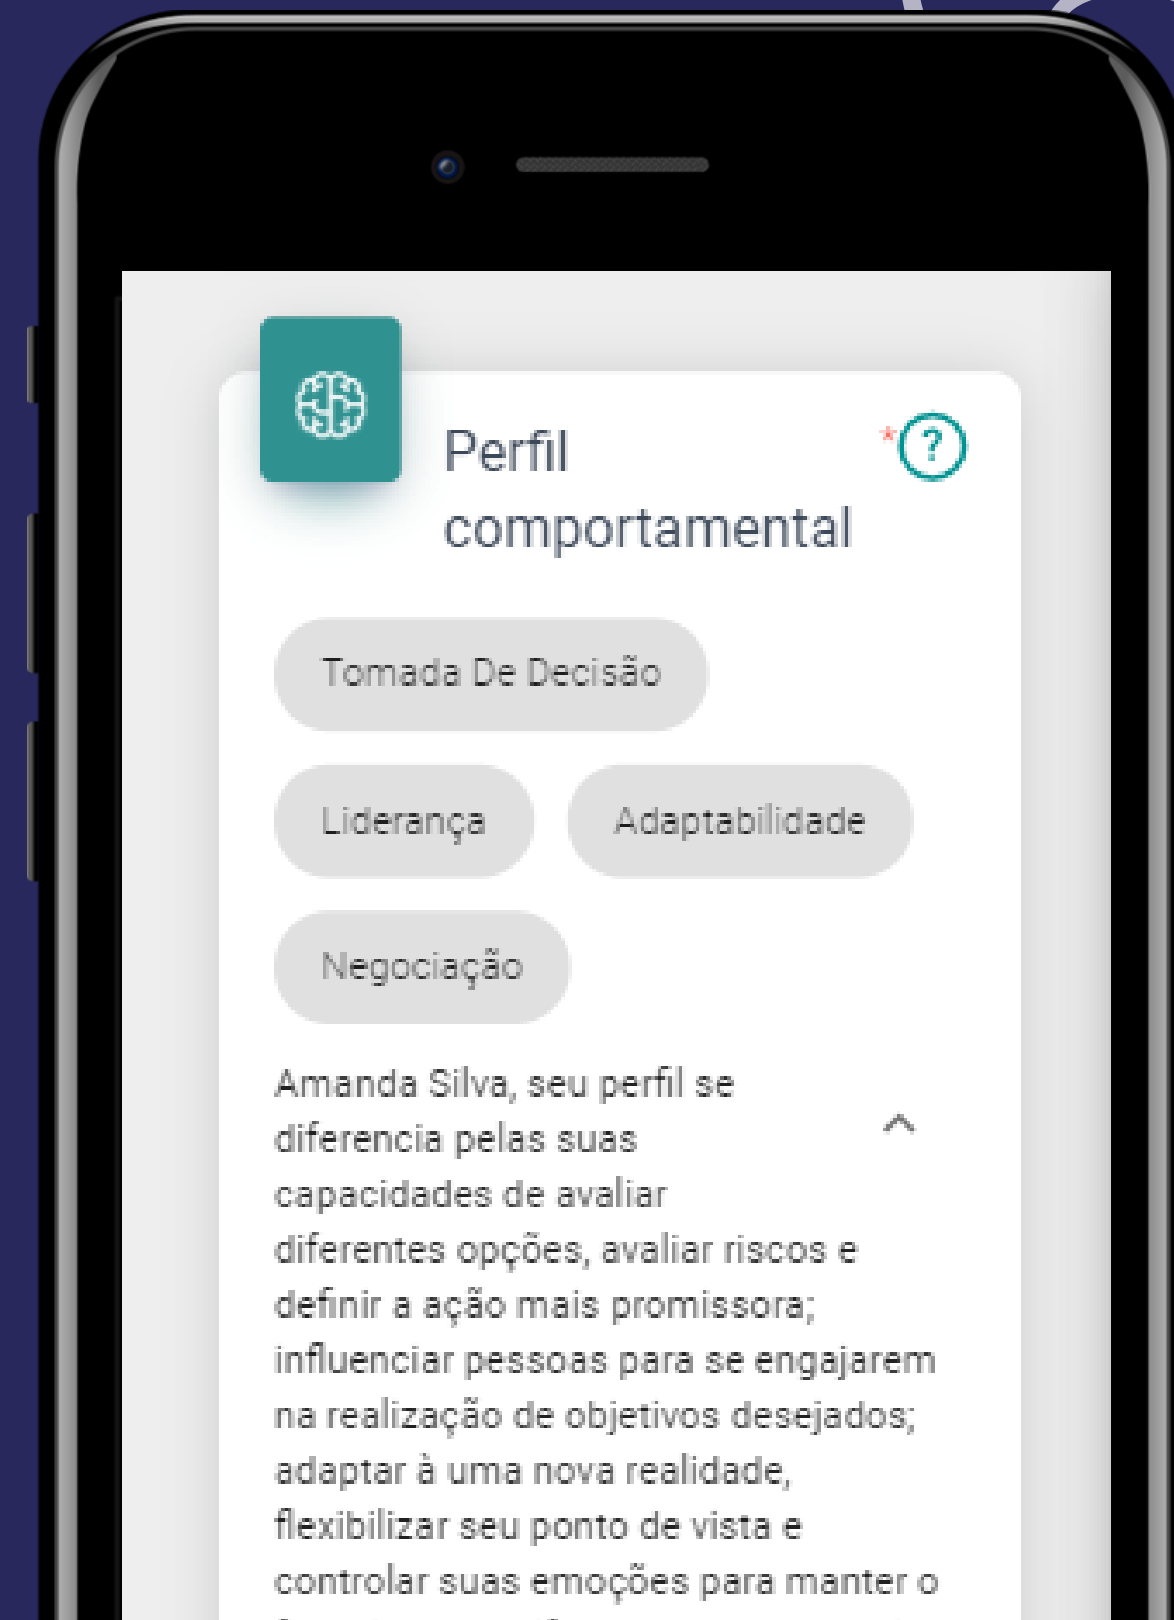 Perfil
* ?
comportamental
Tomada De Decisão
Liderança Adaptabilidade
Negociação
Amanda Silva, seu perfil se
diferencia pelas suas
capacidades de avaliar
diferentes opções, avaliar riscos e
definir a ação mais promissora;
influenciar pessoas para se engajarem
na realização de objetivos desejados;
adaptar à uma nova realidade,
flexibilizar seu ponto de vista e
controlar suas emoções para manter o